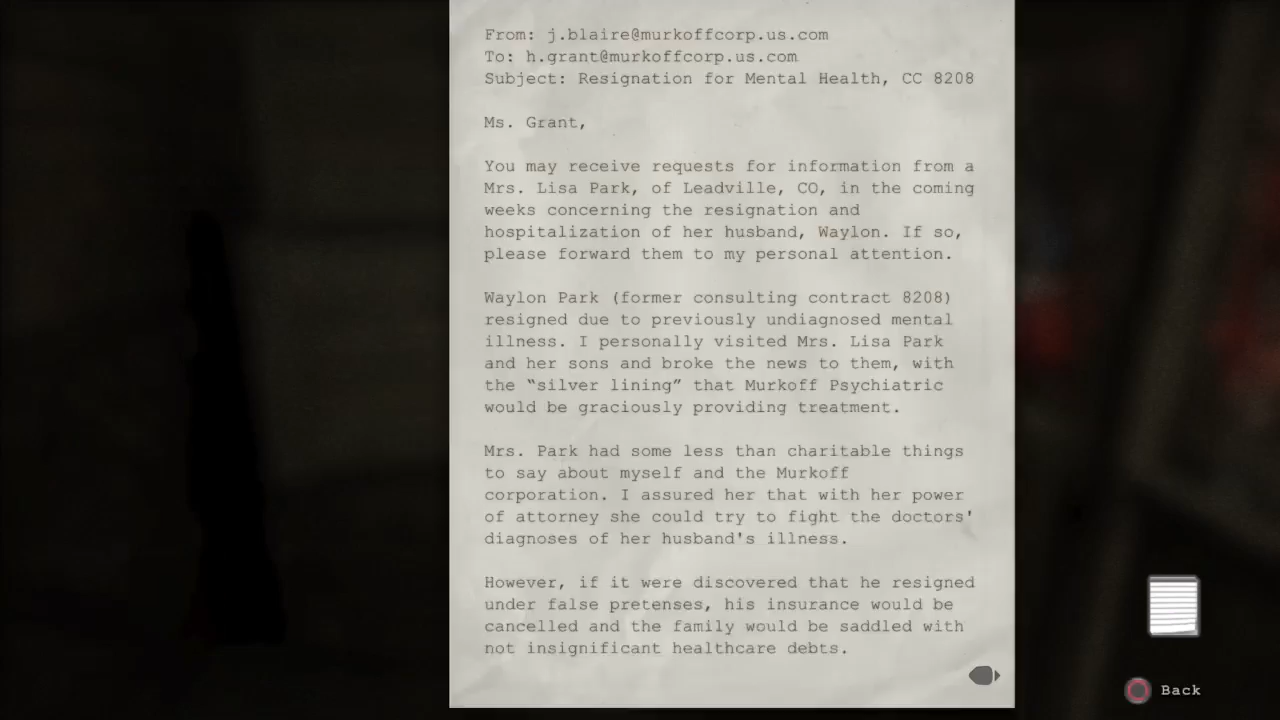 From: j.blaire@murkoffcorp.us.com
To: h.grant@murkoffcorp.us.com
Subject: Resignation for Mental Health, CC 8208
Ms. Grant,
You may receive requests for information from a
Mrs. Lisa Park, of Leadville, CO, in the coming
weeks concerning the resignation and
hospitalization of her husband, Waylon. If so,
please forward them to my personal attention.
Waylon Park (former consulting contract 8208)
resigned due to previously undiagnosed mental
illness. I personally visited Mrs. Lisa Park
and her sons and broke the news to them, with
the “silver lining” that Murkoff Psychiatric
would be graciously providing treatment.
Mrs. Park had some less than charitable things
to say about myself and the Murkoff
corporation. I assured her that with her power
of attorney she could try to fight the doctors'
diagnoses of her husband's illness.
However, if it were discovered that he resigned
under false pretenses, his insurance would be
cancelled and the family would be saddled with
not insignificant healthcare debts.
Back